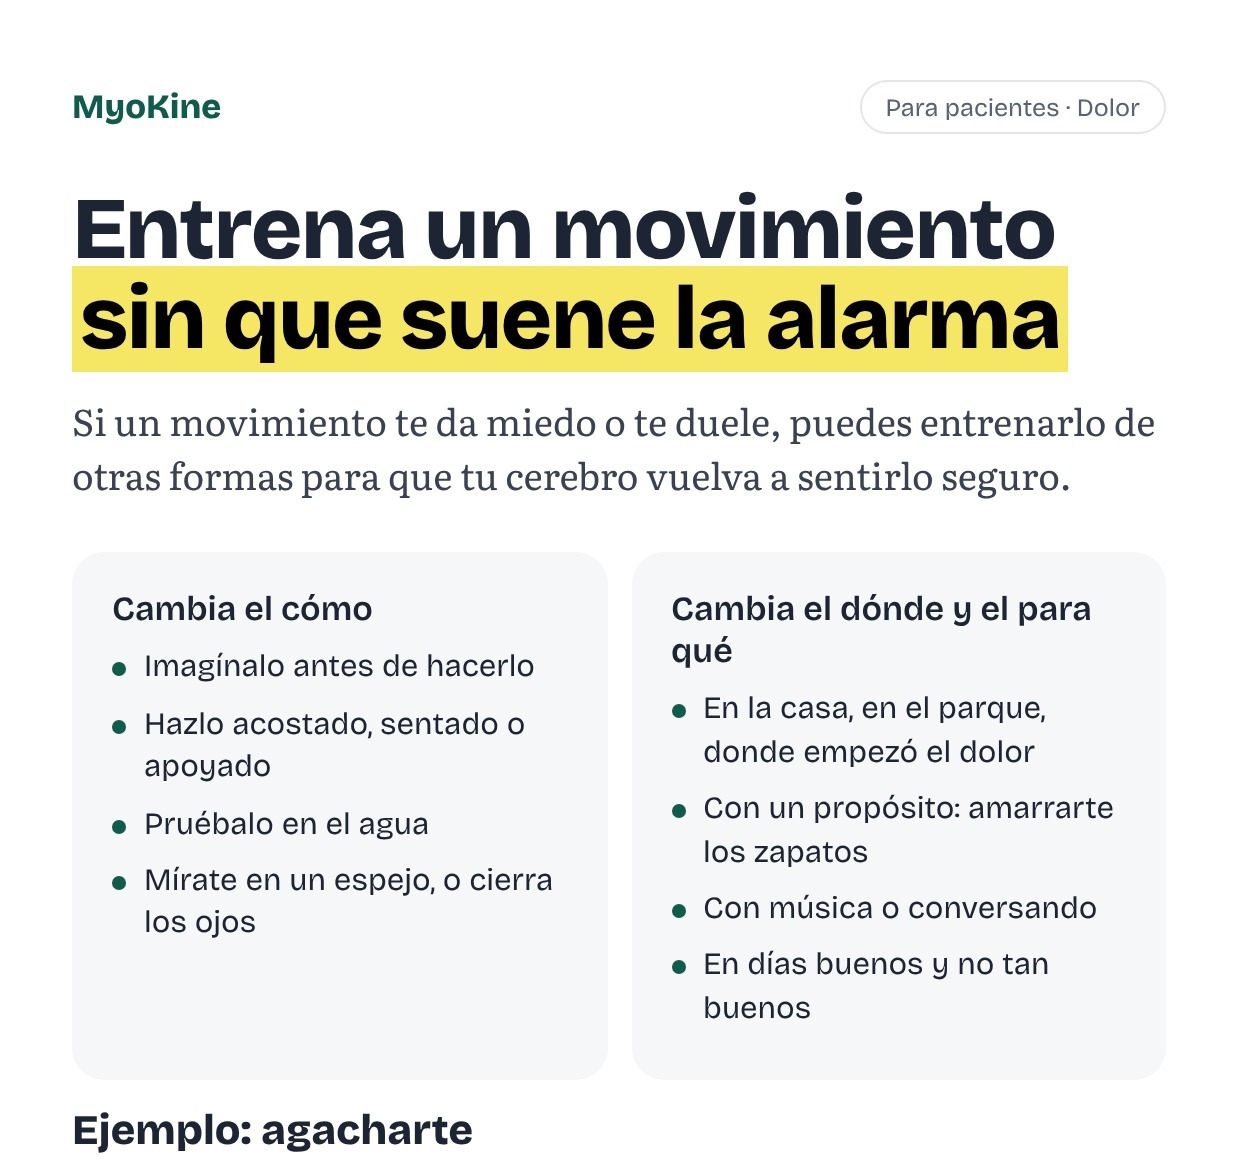 MyoKine
Para pacientes · Dolor
Entrena un movimiento
sin que suene la alarma
Si un movimiento te da miedo o te duele, puedes entrenarlo de
otras formas para que tu cerebro vuelva a sentirlo seguro.
Cambia el cómo
Imagínalo antes de hacerlo
Hazlo acostado, sentado o
apoyado
Pruébalo en el agua
Mírate en un espejo, o cierra
los ojos
Cambia el dónde y el para
qué
En la casa, en el parque,
donde empezó el dolor
Con un propósito: amarrarte
los zapatos
Con música o conversando
En días buenos y no tan
buenos
Ejemplo: agacharte